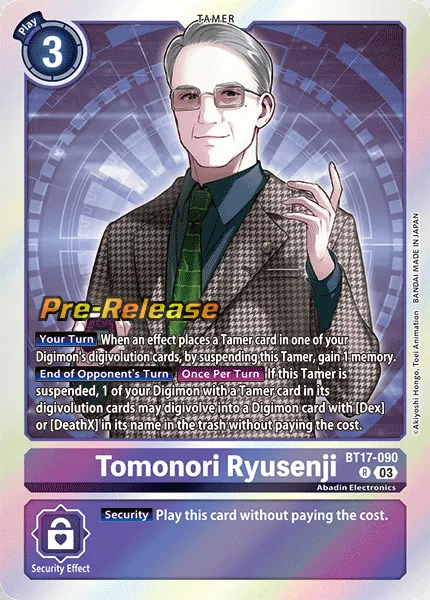 TAMER
Play
3
Pre-Release
Your Turn When an effect places a Tamer card in one of your
Digimon's digivolution cards, by suspending this Tamer, gain 1 memory.
End of Opponent's Turn Once Per Turn If this Tamer is
suspended, 1 of your Digimon with a Tamer card in its
digivolution cards may digivolve into a Digimon card with [Dex]
or [DeathX] in its name in the trash without paying the cost.
©Akiyoshi Hongo, Toei Animation BANDAI MADE IN JAPAN
Tomonori Ryusenji
BT17-090
R 03
Abadin Electronics
Security Play this card without paying the cost.
Security Effect